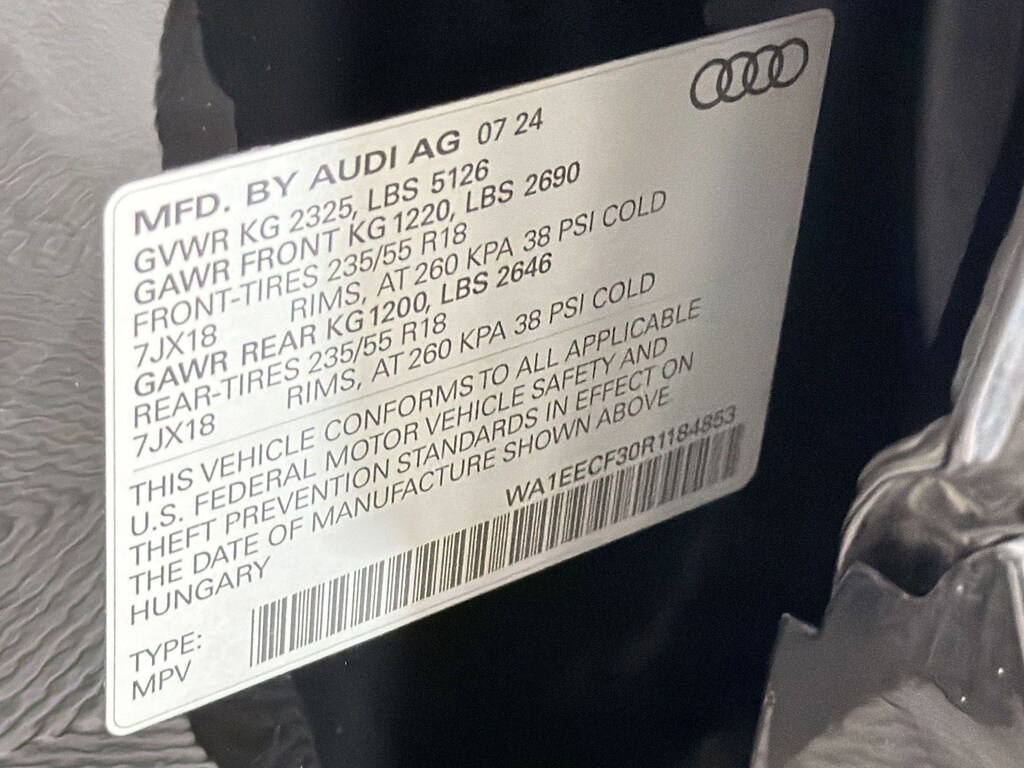 MFD. BY AUDI AG 07 24
GVWR KG 2325, LBS 5126
GAWR FRONT KG 1220, LBS 2690
FRONT-TIRES 235/55 R18
7JX18 RIMS, AT 260 KPA 38 PSI COLD
GAWR REAR KG 1200, LBS 2646
REAR-TIRES 235/55 R18
7JX18 RIMS, AT 260 KPA 38 PSI COLD
THIS VEHICLE CONFORMS TO ALL APPLICABLE
U.S. FEDERAL MOTOR VEHICLE SAFETY AND
THEFT PREVENTION STANDARDS IN EFFECT ON
THE DATE OF MANUFACTURE SHOWN ABOVE
HUNGARY
WA1EECF30R1184853
TYPE:
MPV